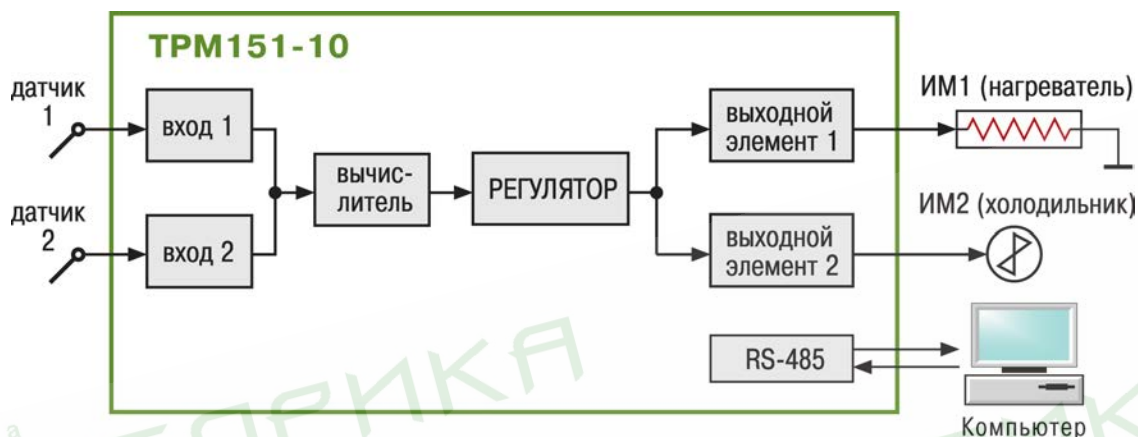 ТРМ151-10
датчик
1
вход 1
датчик
2
вход 2
вычис-
литель
РЕГУЛЯТОР
выходной
элемент 1
выходной
элемент 2
RS-485
ИМ1 (нагреватель)
ИМ2 (холодильник)
Компьютер